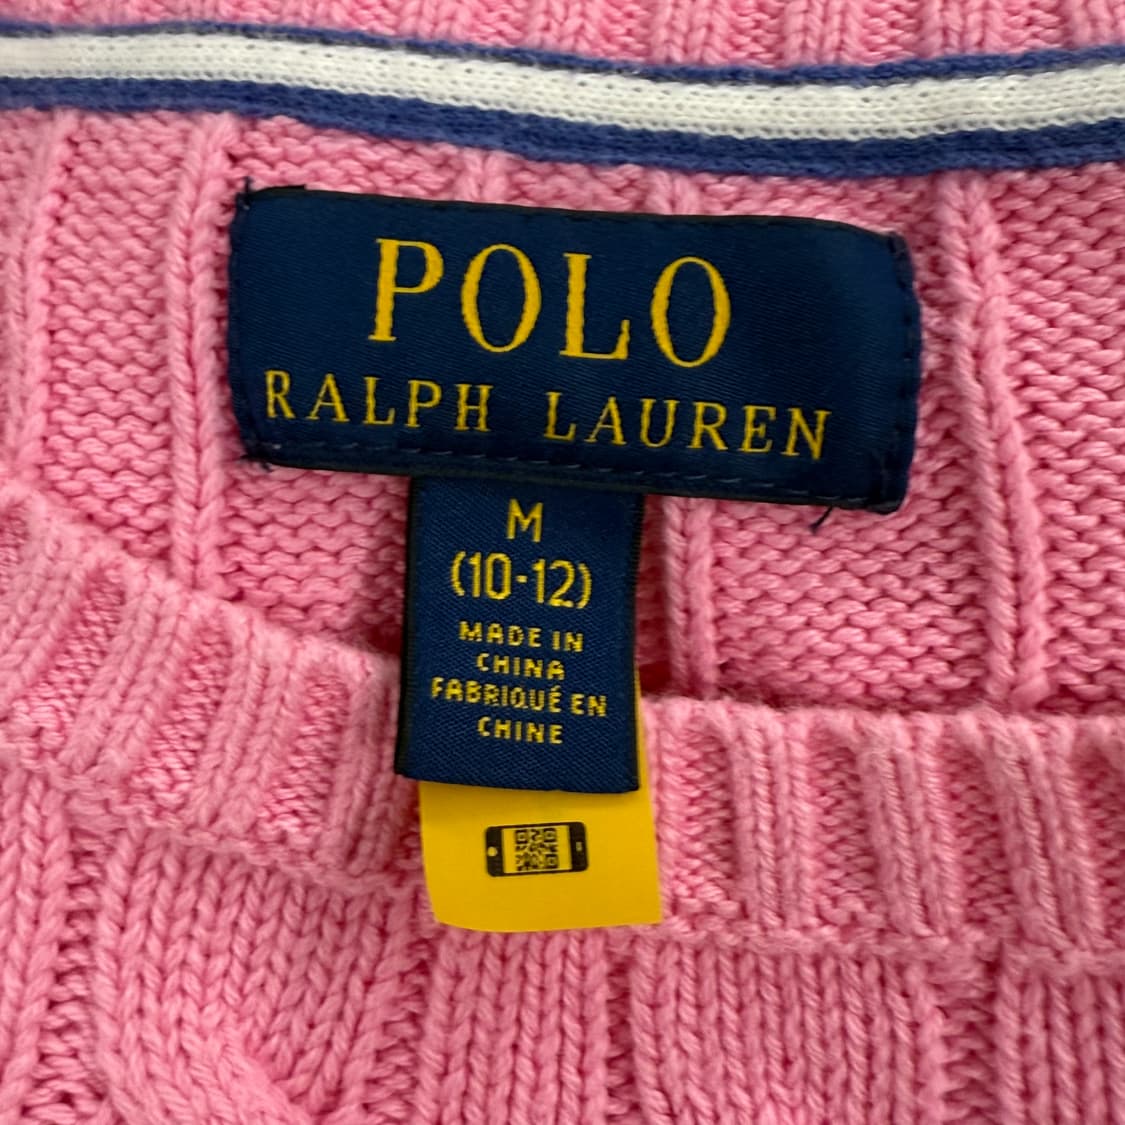 POLO
RALPH LAUREN
M
(10-12)
MADE IN
CHINA
FABRIQUÉ EN
CHINE